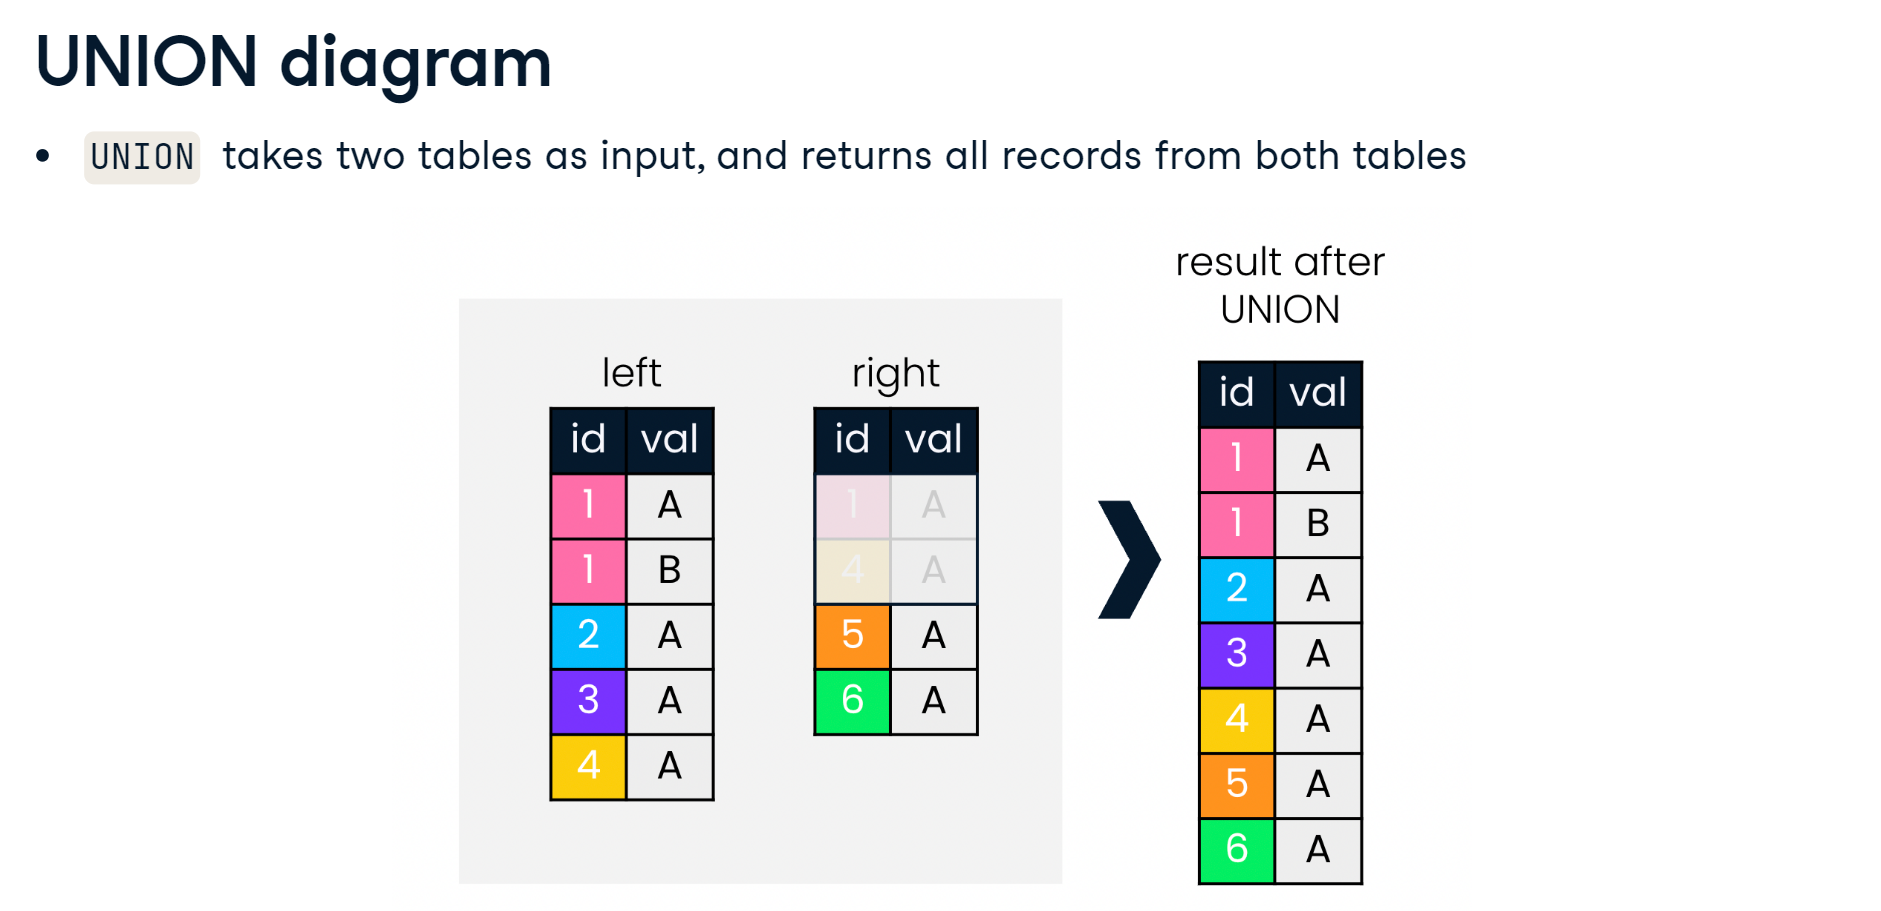 UNION diagram
• UNION takes two tables as input, and returns all records from both tables
left
id val
1 A
1 B
2 A
3 A
4 A
right
id val
1 A
4 A
5 A
6 A
result after
UNION
id val
1 A
1 B
2 A
3 A
4 A
5 A
6 A